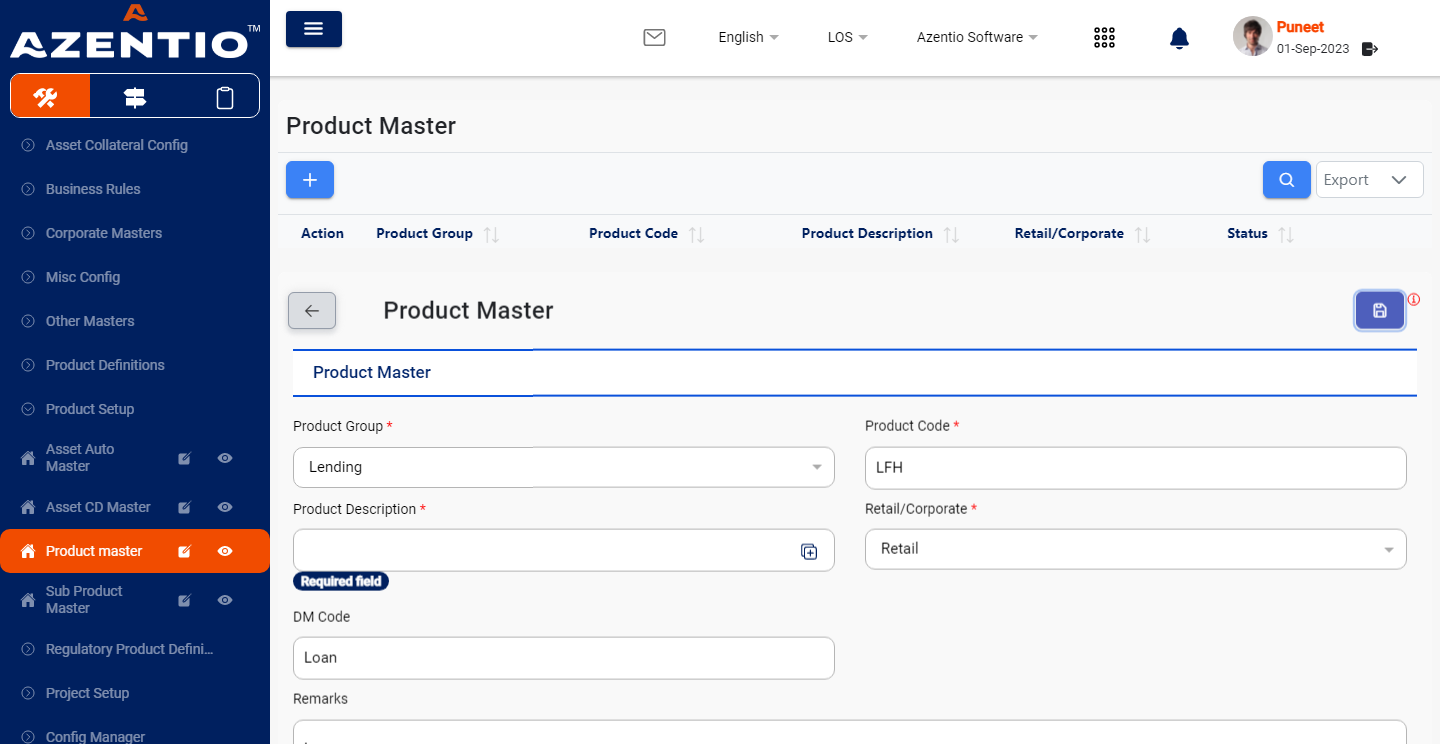 AZENTIO™
Asset Collateral Config
Business Rules
Corporate Masters
Misc Config
Other Masters
Product Definitions
Product Setup
Asset Auto
Master
Asset CD Master
Product master
Sub Product
Master
Regulatory Product Defini...
Project Setup
Config Manager
English
LOS
Azentio Software
Puneet
01-Sep-2023
Product Master
Export
Action Product Group Product Code Product Description Retail/Corporate Status
Product Master
Product Master
Product Group * Product Code *
Lending LFH
Product Description * Retail/Corporate *
Retail
Required field
DM Code
Loan
Remarks